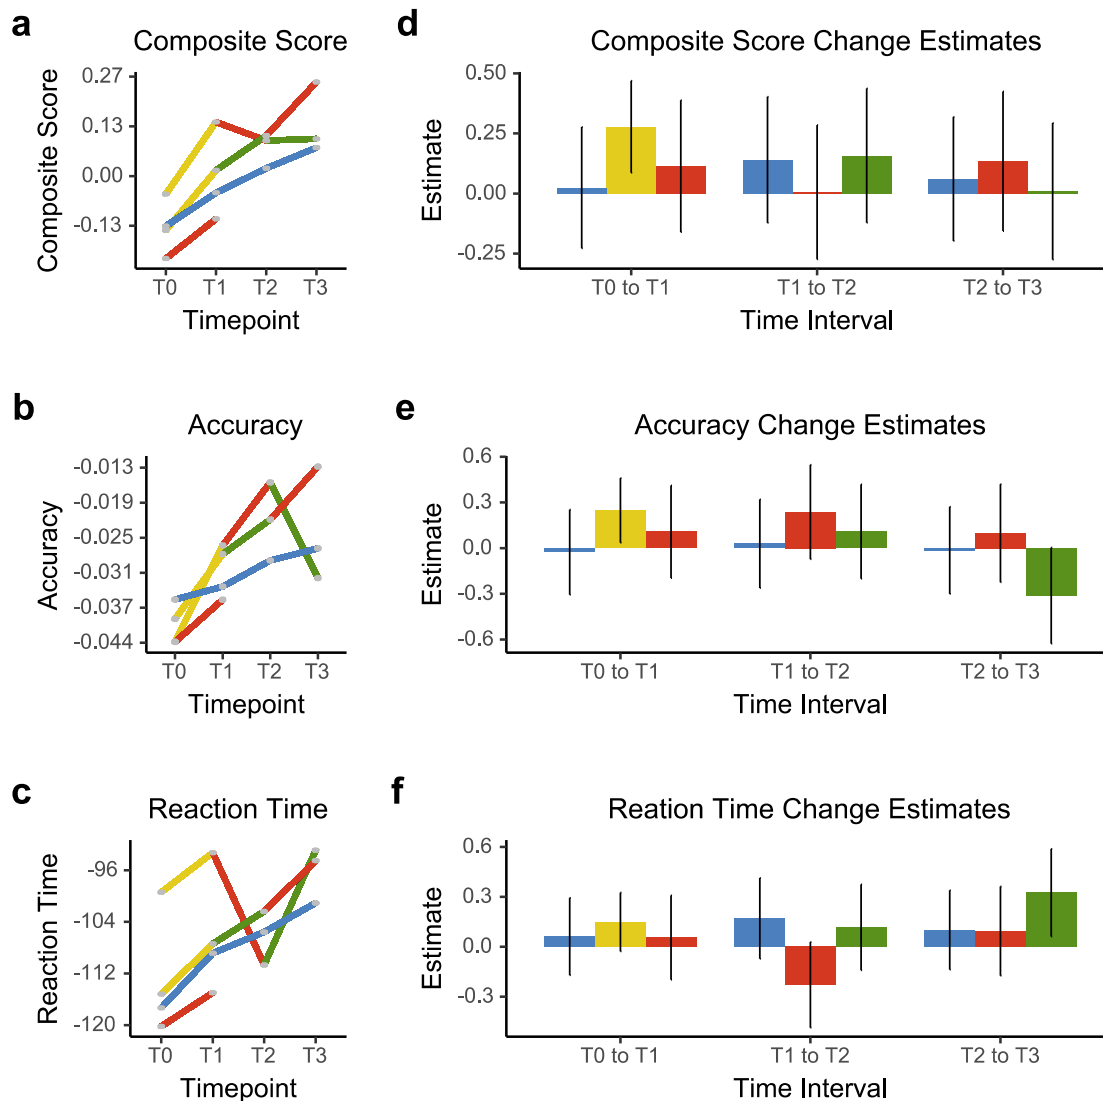 a
Composite Score
Composite Score
0.27
0.13
0.00
-0.13
T0 T1 T2 T3
Timepoint
d
Composite Score Change Estimates
Estimate
0.50
0.25
0.00
-0.25
T0 to T1 T1 to T2 T2 to T3
Time Interval
b
Accuracy
Accuracy
-0.013
-0.019
-0.025
-0.031
-0.037
-0.044
T0 T1 T2 T3
Timepoint
e
Accuracy Change Estimates
Estimate
0.6
0.3
0.0
-0.3
-0.6
T0 to T1 T1 to T2 T2 to T3
Time Interval
c
Reaction Time
Reaction Time
-96
-104
-112
-120
T0 T1 T2 T3
Timepoint
f
Reation Time Change Estimates
Estimate
0.6
0.3
0.0
-0.3
T0 to T1 T1 to T2 T2 to T3
Time Interval